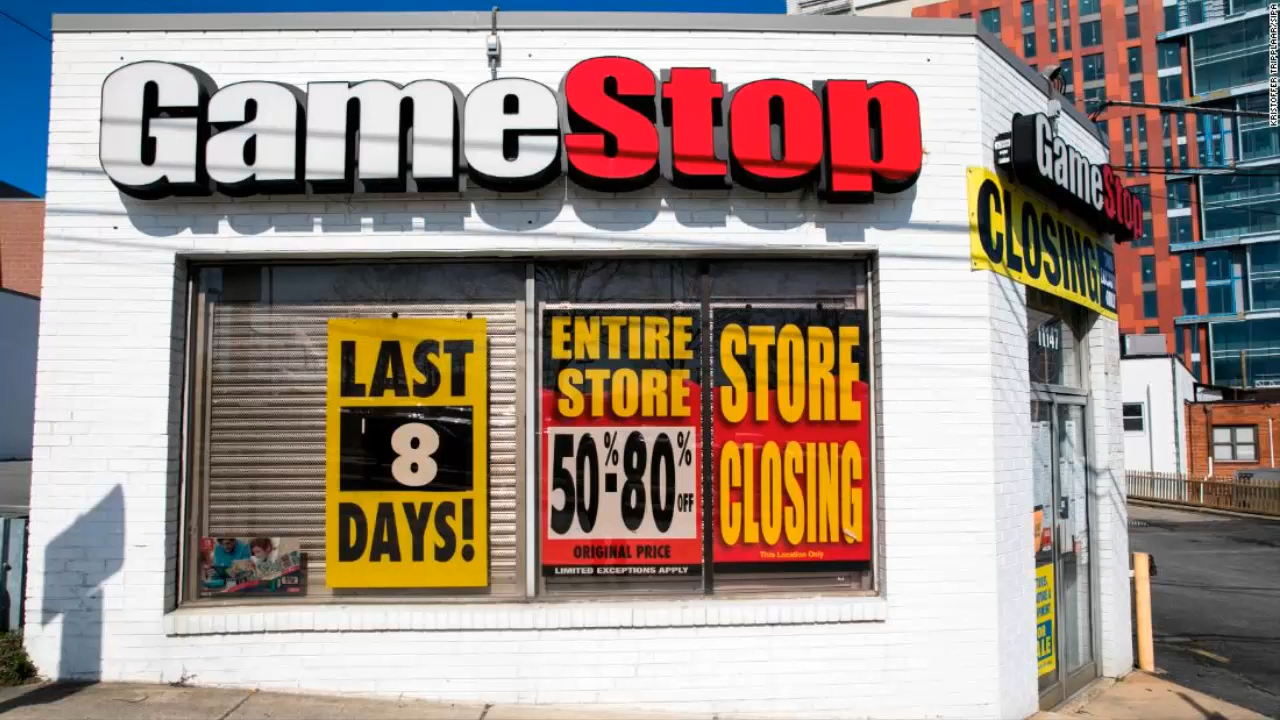 GameStop
GameStop
CLOSING
LAST
8
DAYS!
ENTIRE
STORE
50%-80%
OFF
ORIGINAL PRICE
LIMITED EXCEPTIONS APPLY
STORE
CLOSING
This Location Only
11147
KRISTOFFER TRIPPLAAR/SIPA